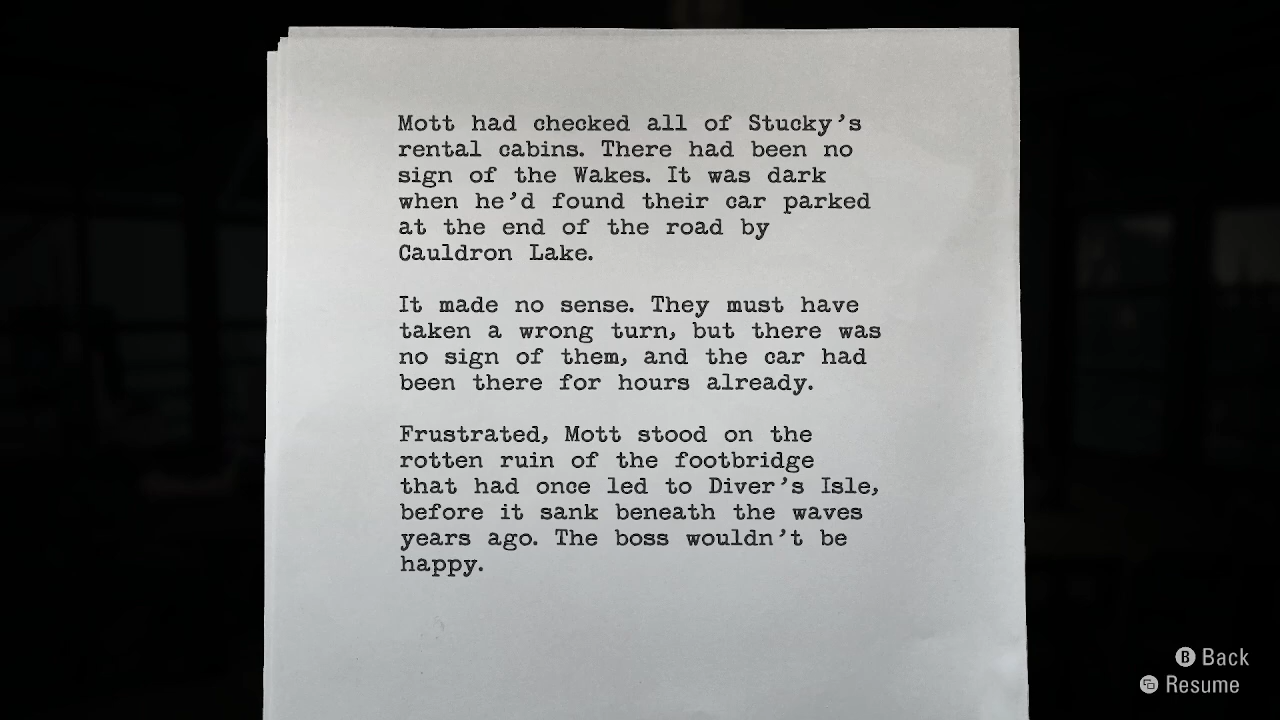 Mott had checked all of Stucky's
rental cabins. There had been no
sign of the Wakes. It was dark
when he'd found their car parked
at the end of the road by
Cauldron Lake.
It made no sense. They must have
taken a wrong turn, but there was
no sign of them, and the car had
been there for hours already.
Frustrated, Mott stood on the
rotten ruin of the footbridge
that had once led to Diver's Isle,
before it sank beneath the waves
years ago. The boss wouldn't be
happy.
B Back
Resume